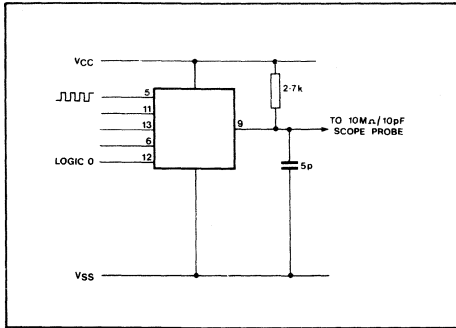 VCC
2·7k
5
11
13
6
LOGIC 0 12
9
TO 10MΩ/10pF
SCOPE PROBE
5p
VSS